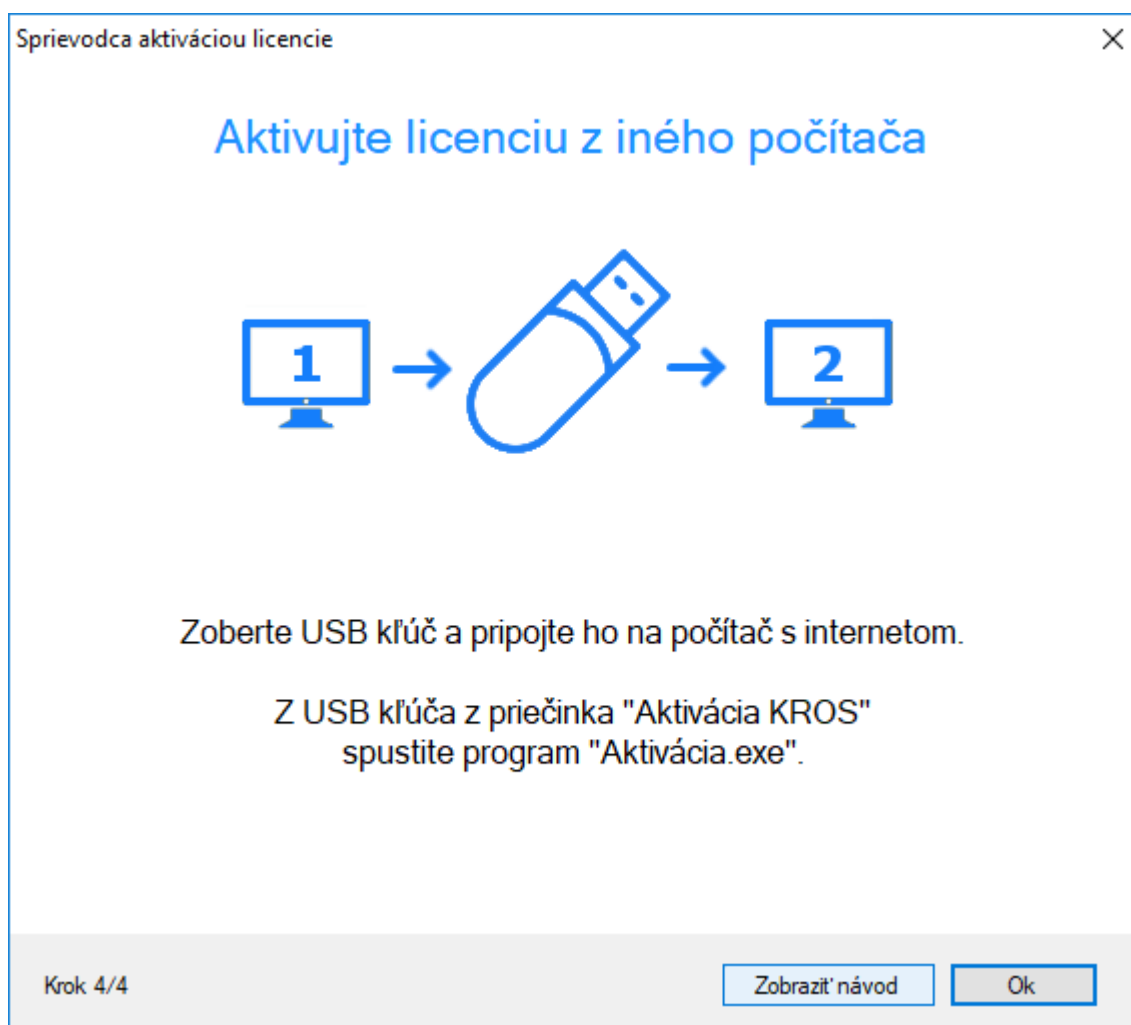 Sprievodca aktiváciou licencie
Aktivujte licenciu z iného počítača
1
2
Zoberte USB kľúč a pripojte ho na počítač s internetom.
Z USB kľúča z priečinka "Aktivácia KROS"
spustite program "Aktivácia.exe".
Krok 4/4
Zobraziť návod
Ok